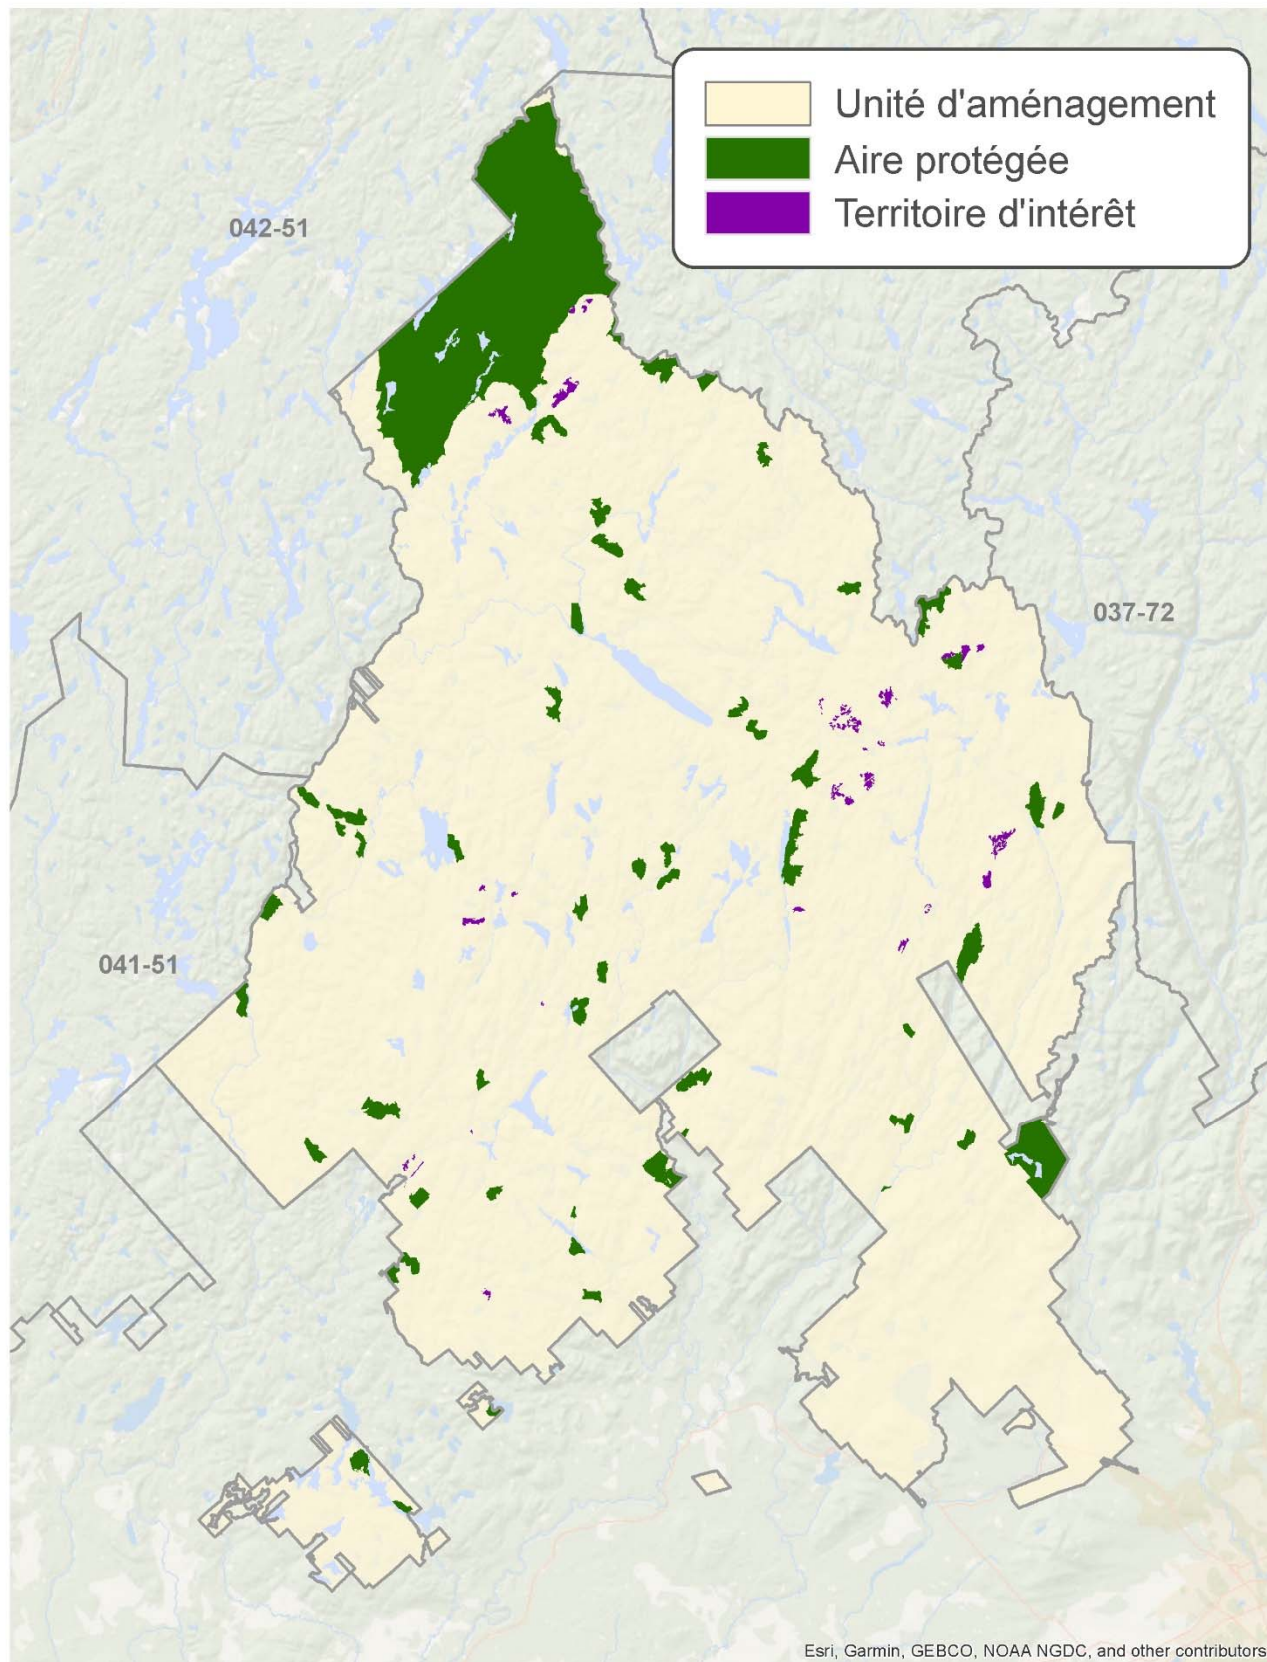 Unité d'aménagement
Aire protégée
Territoire d'intérêt
042-51
037-72
041-51
Esri, Garmin, GEBCO, NOAA NGDC, and other contributors